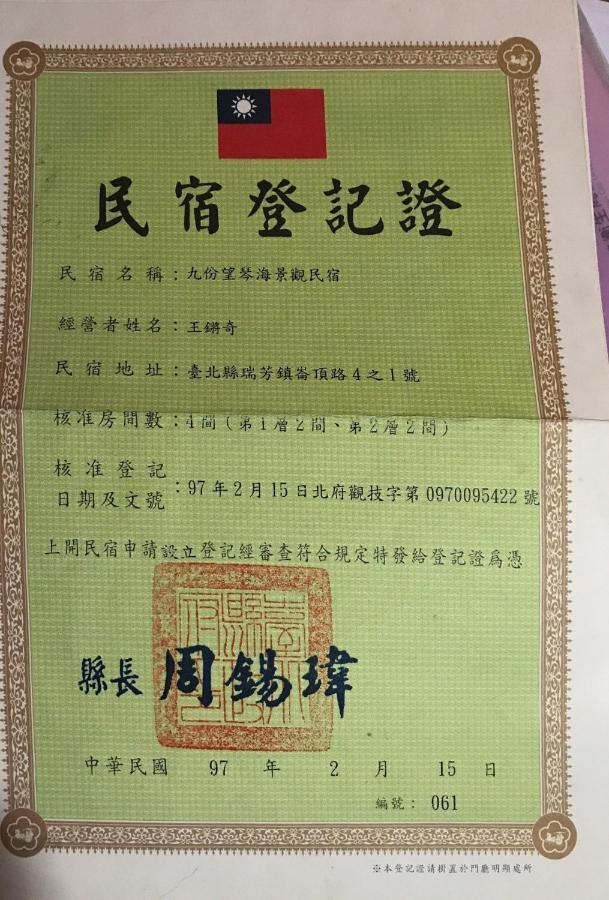 民宿登記證
民宿名稱：九份望琴海景觀民宿
經營者姓名：王鏘奇
民宿地址：臺北縣瑞芳鎮崙頂路4之1號
核准房間數：4間（第1層2間、第2層2間）
核准登記
日期及文號：97年2月15日北府觀技字第0970095422號
上開民宿申請設立登記經審查符合規定特發給登記證為憑
縣長 周錫瑋
中華民國 97 年 2 月 15 日
編號：061
※本登記證請掛置於門廳明顯處所